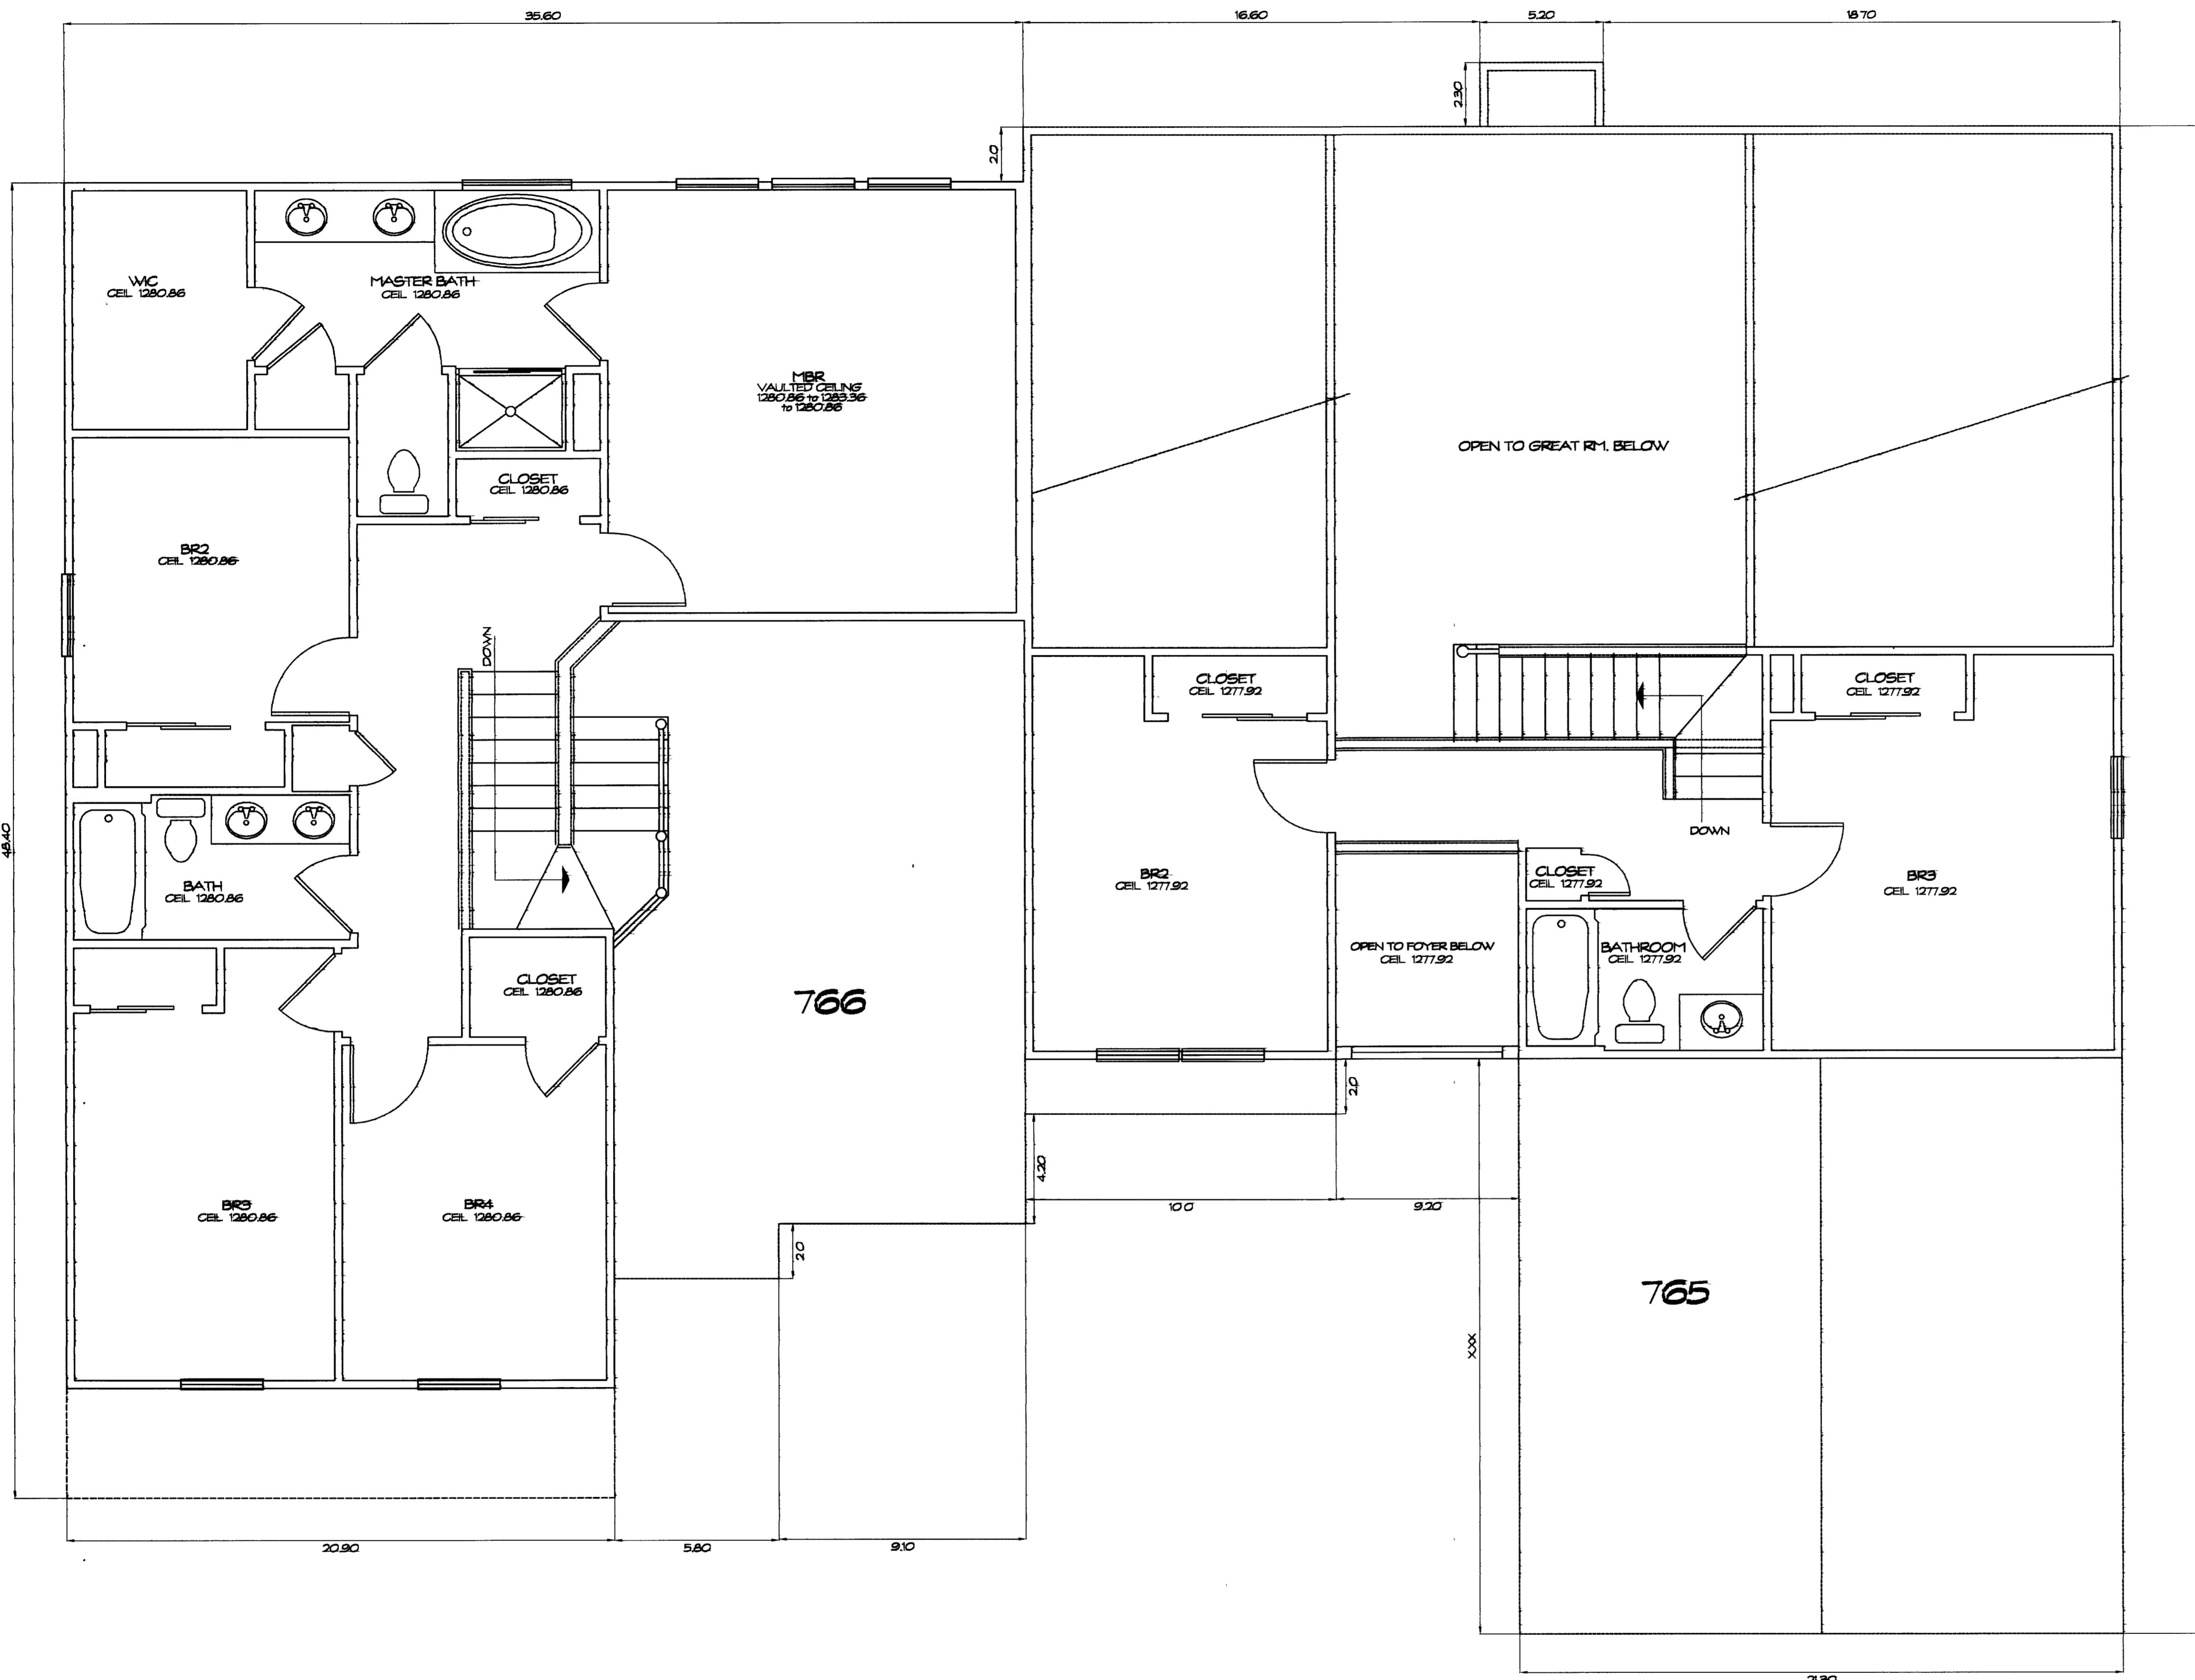 35.60
16.60
5.20
18.70
2.30
2.0
WIC
CEIL 1280.86
MASTER BATH
CEIL 1280.86
MBR
VAULTED CEILING
1280.86 to 1283.36
to 1280.86
OPEN TO GREAT RM. BELOW
CLOSET
CEIL 1280.86
BR2
CEIL 1280.86
DOWN
CLOSET
CEIL 1277.92
CLOSET
CEIL 1277.92
48.40
DOWN
BATH
CEIL 1280.86
BR2
CEIL 1277.92
CLOSET
CEIL 1277.92
BR3
CEIL 1277.92
OPEN TO FOYER BELOW
CEIL 1277.92
BATHROOM
CEIL 1277.92
CLOSET
CEIL 1280.86
766
2.0
4.20
10.0
9.20
BR3
CEIL 1280.86
BR4
CEIL 1280.86
2.0
765
XX.X
20.90
5.80
9.10